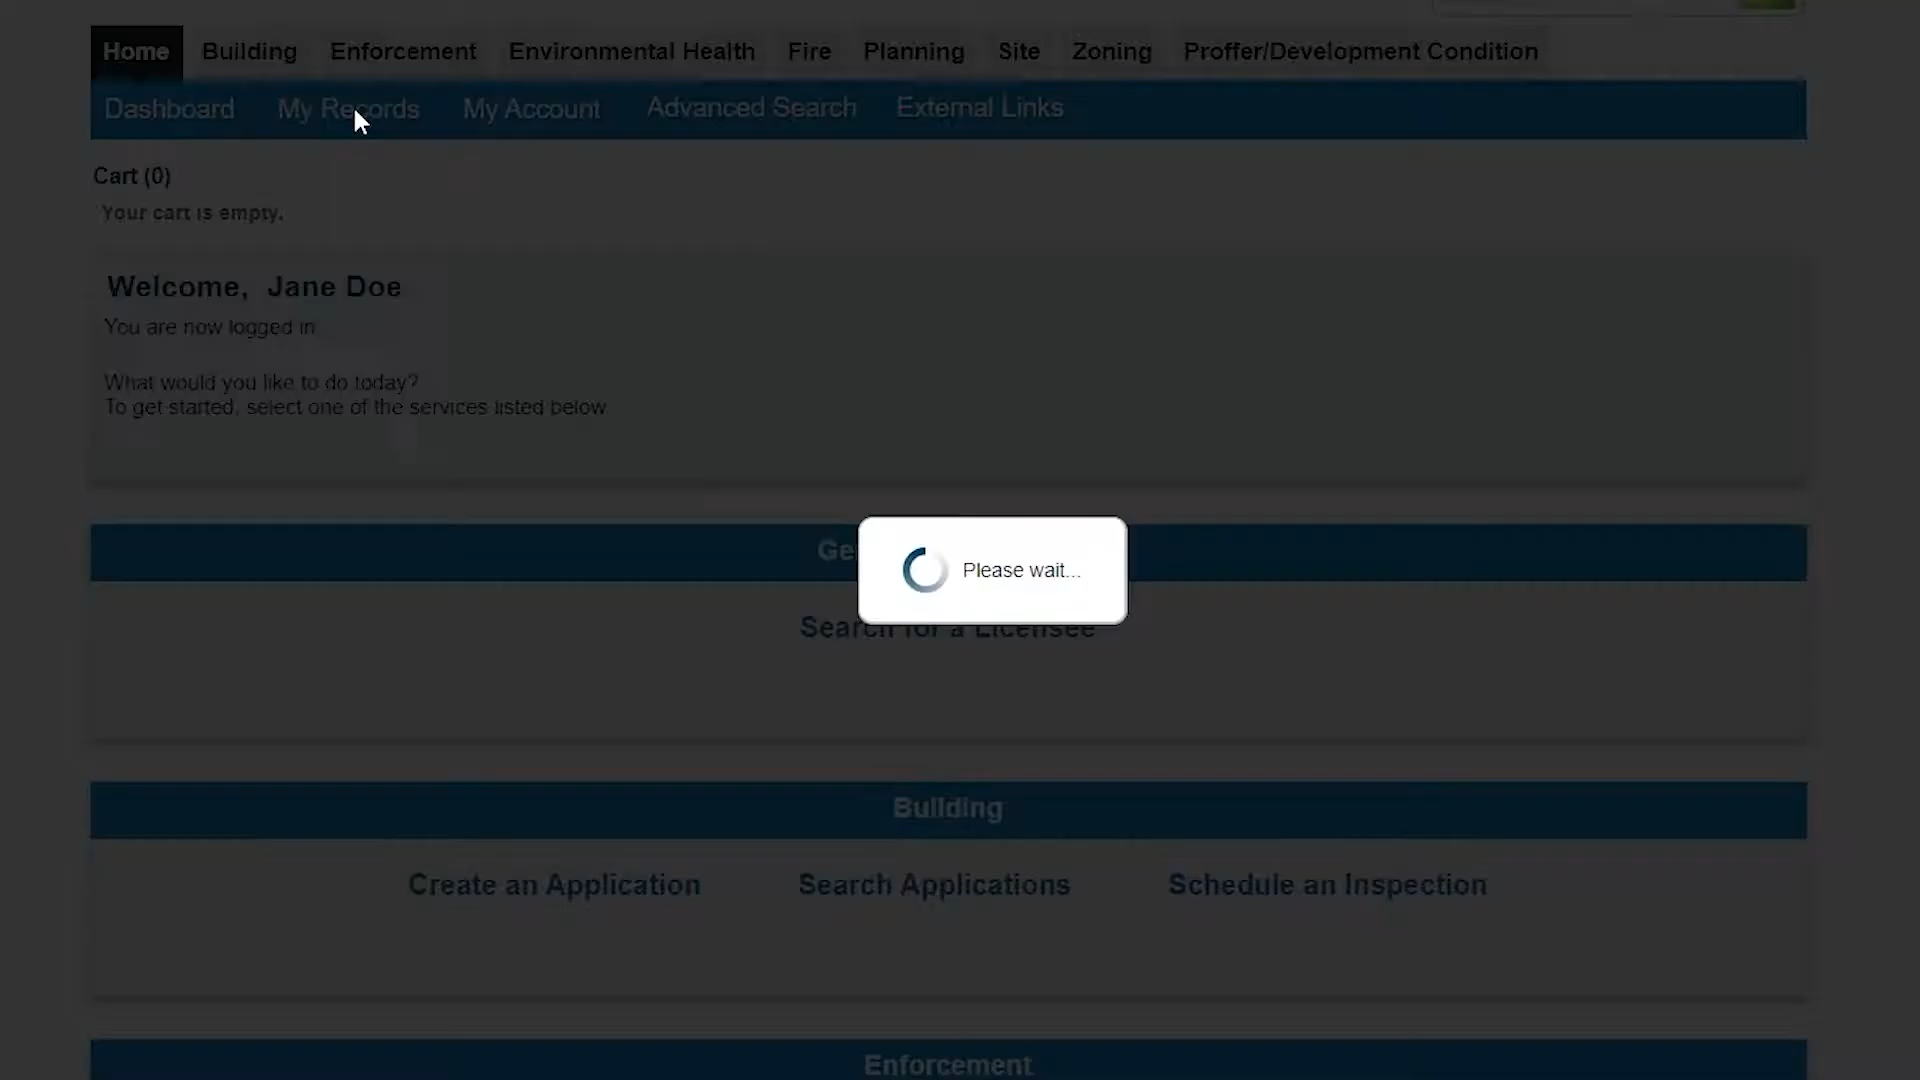 Home Building Enforcement Environmental Health Fire Planning Site Zoning Proffer/Development Condition
Dashboard My Records My Account Advanced Search External Links
Cart (0)
Your cart is empty.
Welcome, Jane Doe
You are now logged in
What would you like to do today?
To get started, select one of the services listed below
Please wait...
Search for a Licensee
Building
Create an Application Search Applications Schedule an Inspection
Enforcement